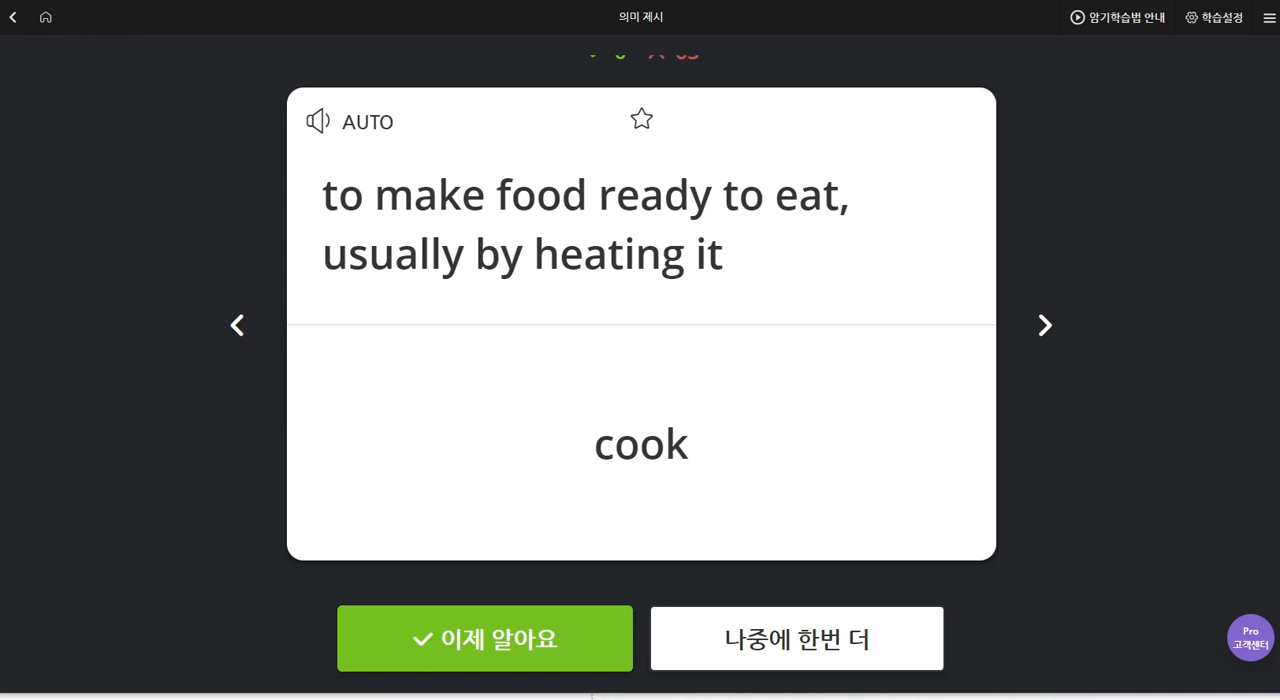 의미 제시
암기학습법 안내
학습설정
AUTO
to make food ready to eat,
usually by heating it
cook
이제 알아요
나중에 한번 더
Pro
고객센터